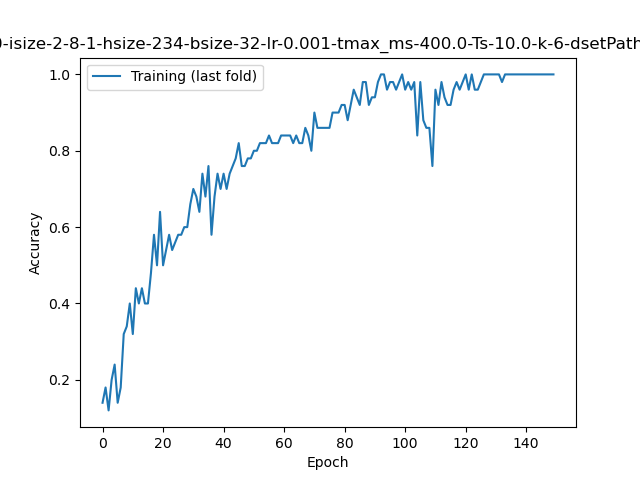 0-isize-2-8-1-hsize-234-bsize-32-lr-0.001-tmax_ms-400.0-Ts-10.0-k-6-dsetPath
Training (last fold)
Accuracy
1.0
0.8
0.6
0.4
0.2
0 20 40 60 80 100 120 140
Epoch